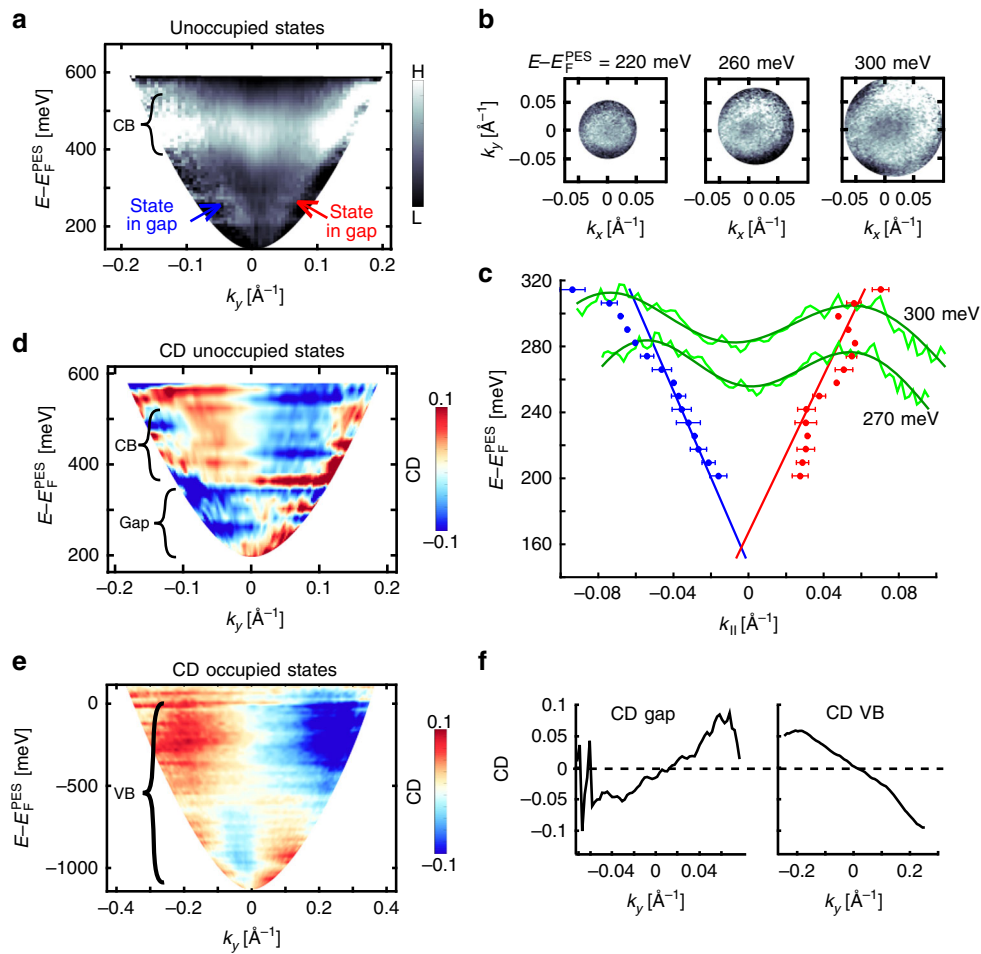 a
Unoccupied states
E–E_F^PES [meV]
600
400
200
CB
State
in gap
State
in gap
H
L
−0.2 −0.1 0 0.1 0.2
k_y [Å⁻¹]
b
E–E_F^PES = 220 meV 260 meV 300 meV
k_y [Å⁻¹]
0.05
0
−0.05
−0.05 0 0.05 −0.05 0 0.05 −0.05 0 0.05
k_x [Å⁻¹] k_x [Å⁻¹] k_x [Å⁻¹]
c
E–E_F^PES [meV]
320
280
240
200
160
300 meV
270 meV
−0.08 −0.04 0 0.04 0.08
k_II [Å⁻¹]
d
CD unoccupied states
E–E_F^PES [meV]
600
400
200
CB
Gap
0.1
CD
−0.1
−0.2 −0.1 0 0.1 0.2
k_y [Å⁻¹]
e
CD occupied states
E–E_F^PES [meV]
0
−500
−1000
VB
0.1
CD
−0.1
−0.4 −0.2 0 0.2 0.4
k_y [Å⁻¹]
f
CD
0.1
0.05
0
−0.05
−0.1
CD gap CD VB
−0.04 0 0.04 −0.2 0 0.2
k_y [Å⁻¹] k_y [Å⁻¹]